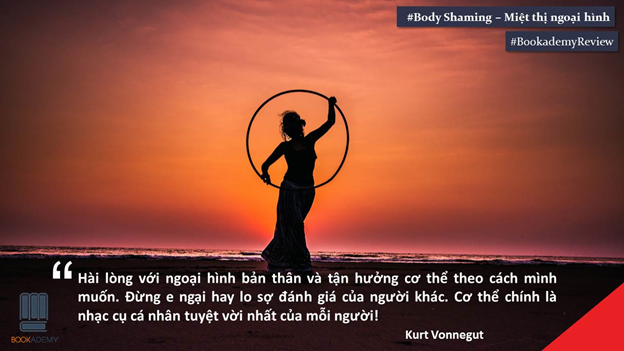 #Body Shaming – Miệt thị ngoại hình
#BookademyReview
“ Hài lòng với ngoại hình bản thân và tận hưởng cơ thể theo cách mình
muốn. Đừng e ngại hay lo sợ đánh giá của người khác. Cơ thể chính là
nhạc cụ cá nhân tuyệt vời nhất của mỗi người!
Kurt Vonnegut
BOOKADEMY